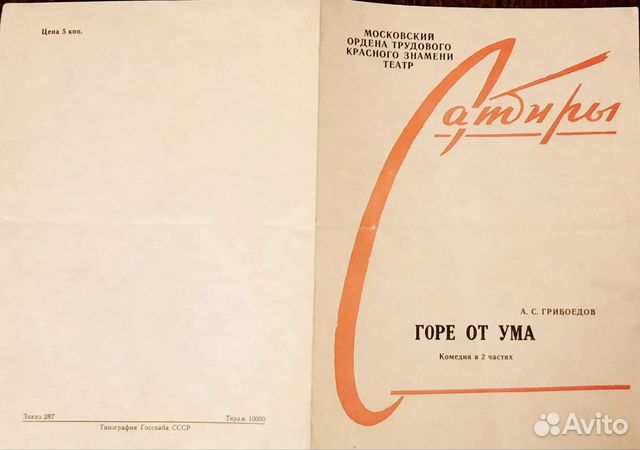 Цена 5 коп.
Заказ 287
Тираж 10000
Типография Госснаба СССР
МОСКОВСКИЙ
ОРДЕНА ТРУДОВОГО
КРАСНОГО ЗНАМЕНИ
ТЕАТР
Сатиры
А. С. ГРИБОЕДОВ
ГОРЕ ОТ УМА
Комедия в 2 частях
Avito